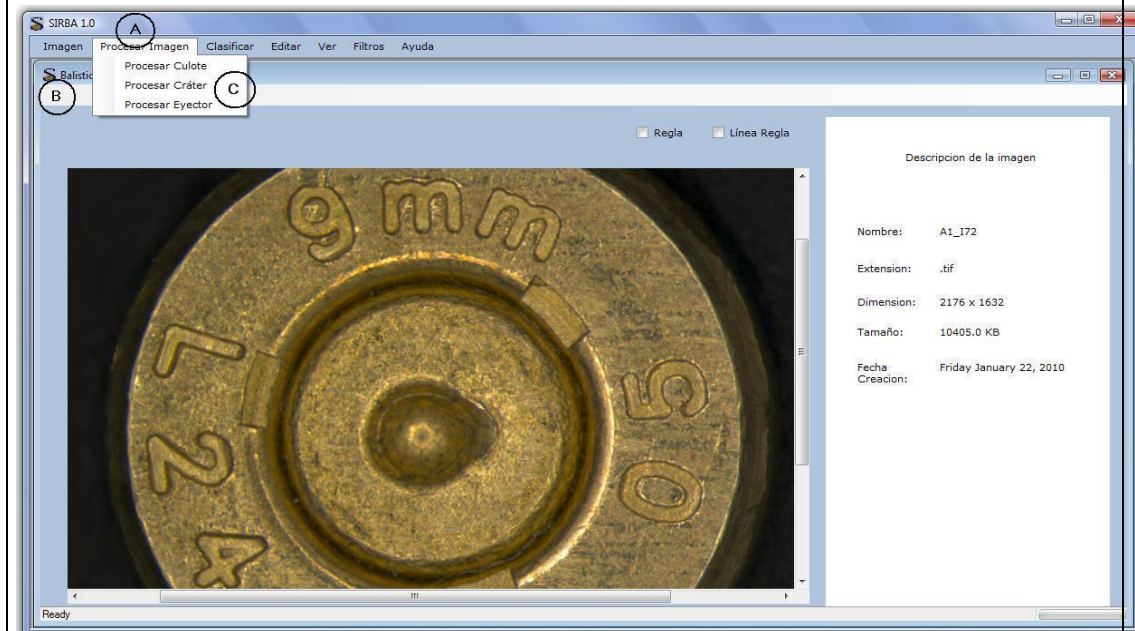 SIRBA 1.0
A
Imagen Procesar Imagen Clasificar Editar Ver Filtros Ayuda
Procesar Culote
Balistic
B
Procesar Cráter
C
Procesar Eyector
Regla Línea Regla
Descripcion de la imagen
9mm
Nombre: A1_I72
Extension: .tif
Dimension: 2176 x 1632
Tamaño: 10405.0 KB
Fecha Creacion: Friday January 22, 2010
L
50
24
Ready